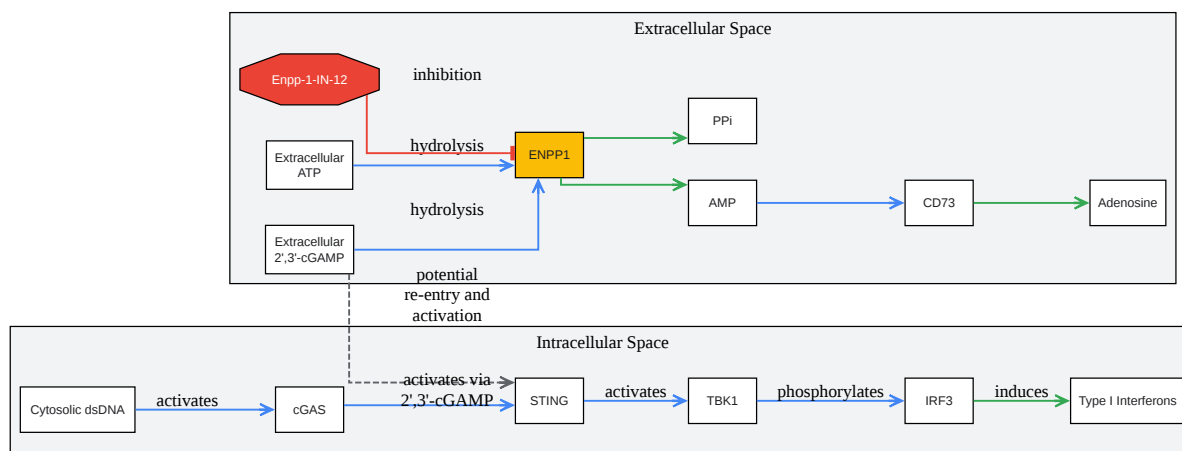 Extracellular Space
Enpp-1-IN-12
inhibition
PPi
hydrolysis
ENPP1
Extracellular
ATP
AMP
CD73
Adenosine
hydrolysis
Extracellular
2',3'-cGAMP
potential
re-entry and
activation
Intracellular Space
Cytosolic dsDNA
activates
cGAS
activates via
2',3'-cGAMP
STING
activates
TBK1
phosphorylates
IRF3
induces
Type I Interferons